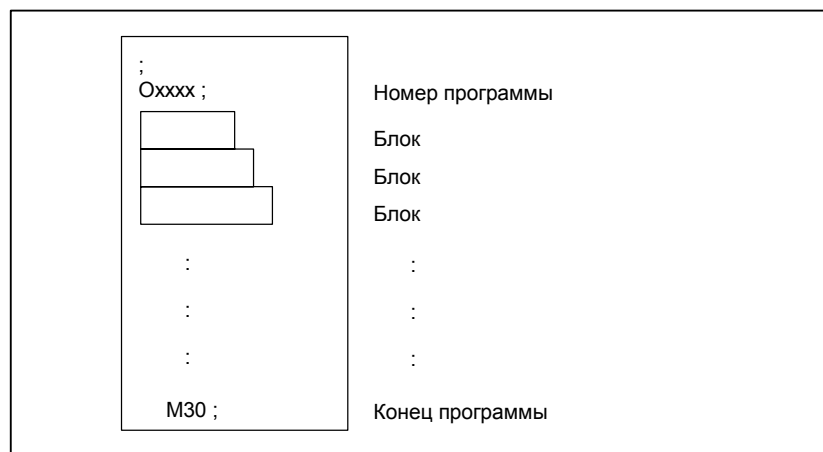 ;
Oxxxx ; Номер программы
Блок
Блок
Блок
: :
: :
: :
M30 ; Конец программы